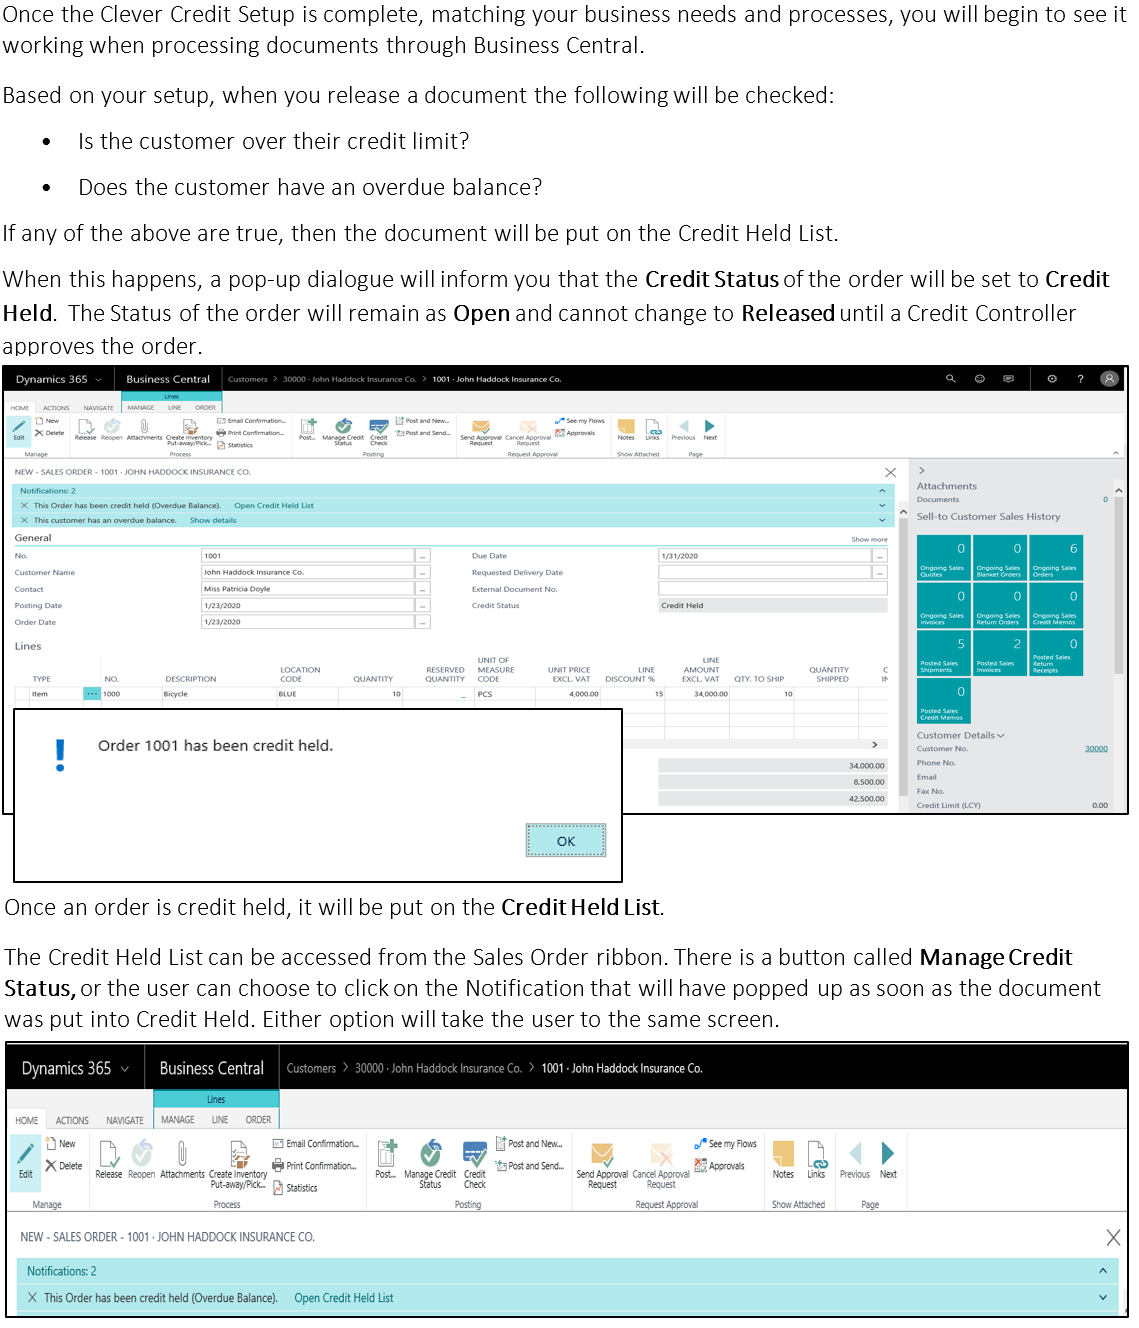 Once the Clever Credit Setup is complete, matching your business needs and processes, you will begin to see it
working when processing documents through Business Central.
Based on your setup, when you release a document the following will be checked:
• Is the customer over their credit limit?
• Does the customer have an overdue balance?
If any of the above are true, then the document will be put on the Credit Held List.
When this happens, a pop-up dialogue will inform you that the Credit Status of the order will be set to Credit
Held. The Status of the order will remain as Open and cannot change to Released until a Credit Controller
approves the order.
Dynamics 365 Business Central Customers > 30000 · John Haddock Insurance Co. > 1001 · John Haddock Insurance Co. ?
Lines
HOME ACTIONS NAVIGATE MANAGE LINE ORDER
Edit New Delete Release Reopen Attachments Create Inventory Put-away/Pick... Email Confirmation... Print Confirmation... Statistics Post... Manage Credit Status Credit Check Post and New... Post and Send... Send Approval Request Cancel Approval Request See my Flows Approvals Notes Links Previous Next
Manage Process Posting Request Approval Show Attached Page
NEW - SALES ORDER - 1001 · JOHN HADDOCK INSURANCE CO.
Notifications: 2
This Order has been credit held (Overdue Balance). Open Credit Held List
This customer has an overdue balance. Show details
General Show more
No. 1001 ... Due Date 1/31/2020 ...
Customer Name John Haddock Insurance Co. ... Requested Delivery Date ...
Contact Miss Patricia Doyle ... External Document No.
Posting Date 1/23/2020 ... Credit Status Credit Held
Order Date 1/23/2020 ...
Lines
TYPE NO. DESCRIPTION LOCATION CODE QUANTITY RESERVED QUANTITY UNIT OF MEASURE CODE UNIT PRICE EXCL. VAT LINE DISCOUNT % LINE AMOUNT EXCL. VAT QTY. TO SHIP QUANTITY SHIPPED
Item ... 1000 Bicycle BLUE 10 _ PCS 4,000.00 15 34,000.00 10
34,000.00
8,500.00
42,500.00
Attachments
Documents 0
Sell-to Customer Sales History
0 Ongoing Sales Quotes
0 Ongoing Sales Blanket Orders
6 Ongoing Sales Orders
0 Ongoing Sales Invoices
0 Ongoing Sales Return Orders
0 Ongoing Sales Credit Memos
5 Posted Sales Shipments
2 Posted Sales Invoices
0 Posted Sales Return Receipts
0 Posted Sales Credit Memos
Customer Details
Customer No. 30000
Phone No.
Email
Fax No.
Credit Limit (LCY) 0.00
Order 1001 has been credit held.
OK
Once an order is credit held, it will be put on the Credit Held List.
The Credit Held List can be accessed from the Sales Order ribbon. There is a button called Manage Credit
Status, or the user can choose to click on the Notification that will have popped up as soon as the document
was put into Credit Held. Either option will take the user to the same screen.
Dynamics 365 Business Central Customers > 30000 · John Haddock Insurance Co. > 1001 · John Haddock Insurance Co.
Lines
HOME ACTIONS NAVIGATE MANAGE LINE ORDER
Edit New Delete Release Reopen Attachments Create Inventory Put-away/Pick... Email Confirmation... Print Confirmation... Statistics Post... Manage Credit Status Credit Check Post and New... Post and Send... Send Approval Request Cancel Approval Request See my Flows Approvals Notes Links Previous Next
Manage Process Posting Request Approval Show Attached Page
NEW - SALES ORDER - 1001 · JOHN HADDOCK INSURANCE CO.
Notifications: 2
This Order has been credit held (Overdue Balance). Open Credit Held List